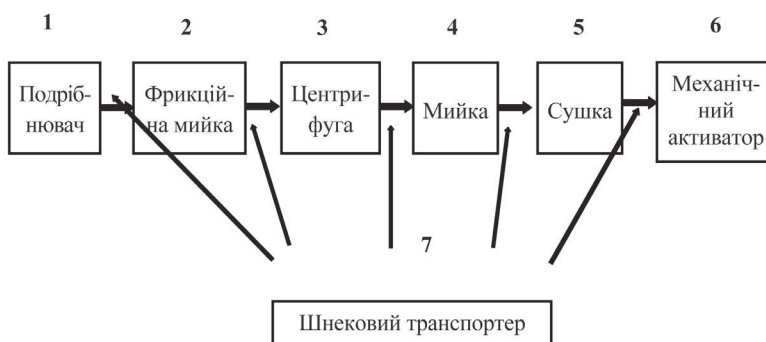 1 2 3 4 5 6
Подріб-
нювач
Фрикцій-
на мийка
Центри-
фуга
Мийка
Сушка
Механіч-
ний
активатор
7
Шнековий транспортер